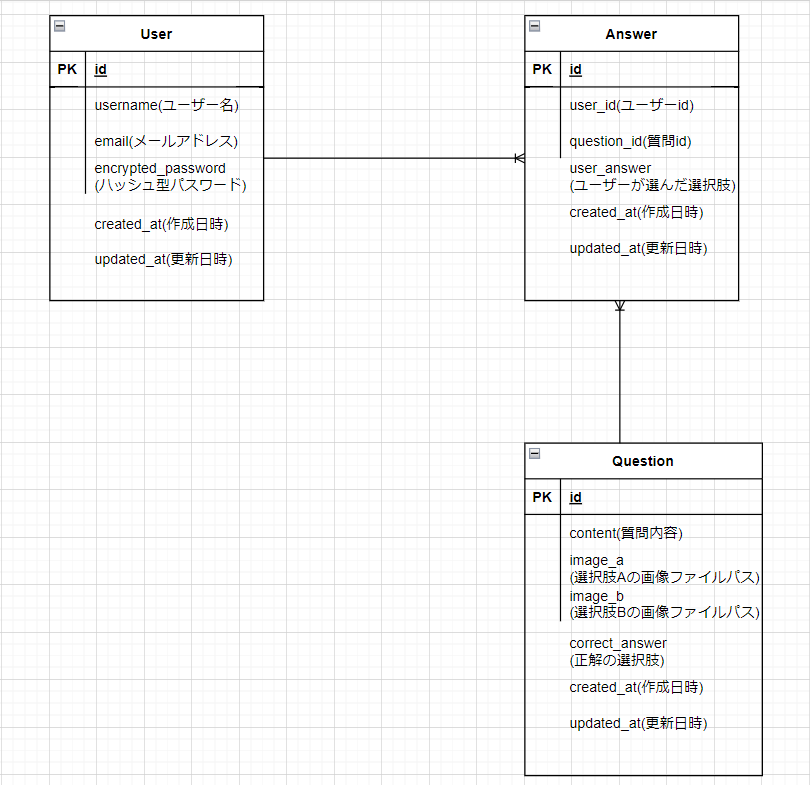 User
PK id
username(ユーザー名)
email(メールアドレス)
encrypted_password
(ハッシュ型パスワード)
created_at(作成日時)
updated_at(更新日時)
Answer
PK id
user_id(ユーザーid)
question_id(質問id)
user_answer
(ユーザーが選んだ選択肢)
created_at(作成日時)
updated_at(更新日時)
Question
PK id
content(質問内容)
image_a
(選択肢Aの画像ファイルパス)
image_b
(選択肢Bの画像ファイルパス)
correct_answer
(正解の選択肢)
created_at(作成日時)
updated_at(更新日時)